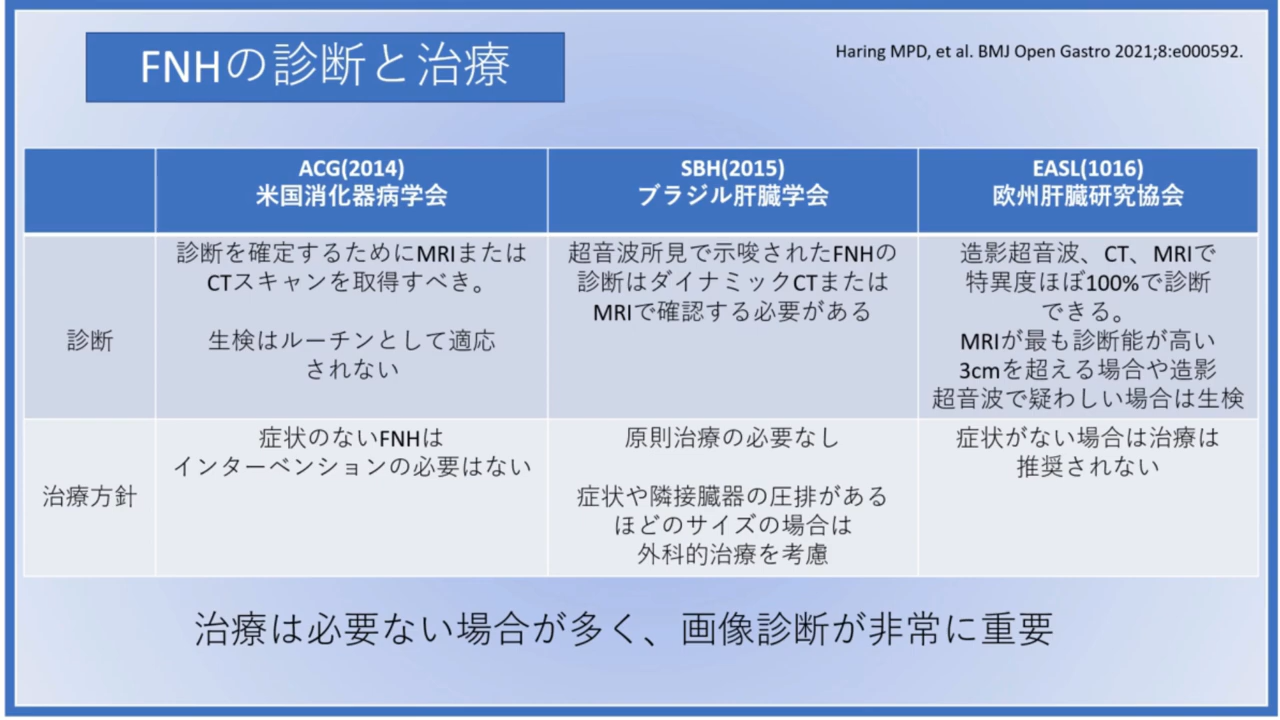 FNHの診断と治療
Haring MPD, et al. BMJ Open Gastro 2021;8:e000592.
ACG(2014)
米国消化器病学会
SBH(2015)
ブラジル肝臓学会
EASL(1016)
欧州肝臓研究協会
診断
診断を確定するためにMRIまたは
CTスキャンを取得すべき。
生検はルーチンとして適応
されない
超音波所見で示唆されたFNHの
診断はダイナミックCTまたは
MRIで確認する必要がある
造影超音波、CT、MRIで
特異度ほぼ100%で診断
できる。
MRIが最も診断能が高い
3cmを超える場合や造影
超音波で疑わしい場合は生検
治療方針
症状のないFNHは
インターベンションの必要はない
原則治療の必要なし
症状や隣接臓器の圧排がある
ほどのサイズの場合は
外科的治療を考慮
症状がない場合は治療は
推奨されない
治療は必要ない場合が多く、画像診断が非常に重要